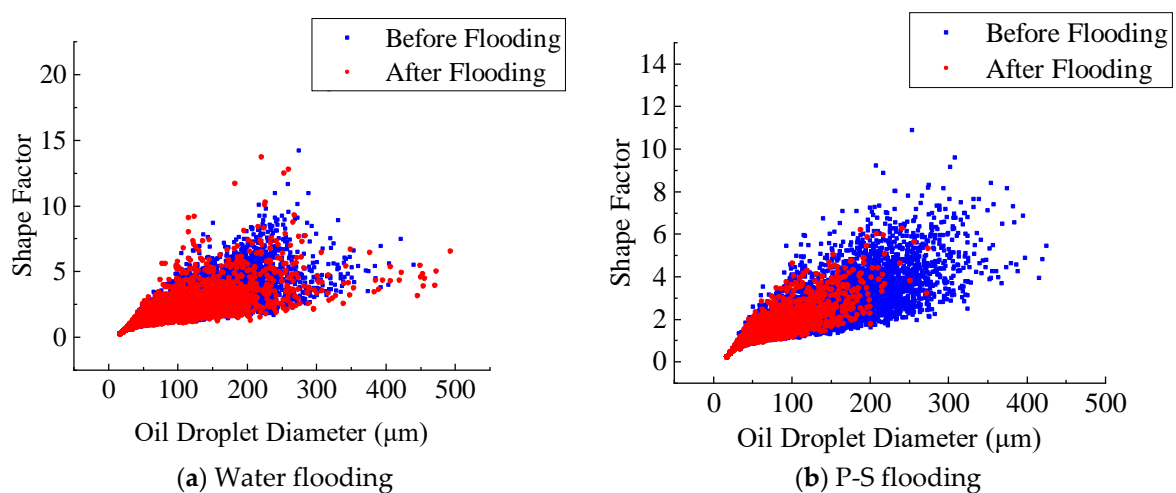 Before Flooding
After Flooding
20
15
10
5
0
Shape Factor
0 100 200 300 400 500
Oil Droplet Diameter (μm)
(a) Water flooding
Before Flooding
After Flooding
14
12
10
8
6
4
2
0
Shape Factor
0 100 200 300 400 500
Oil Droplet Diameter (μm)
(b) P-S flooding